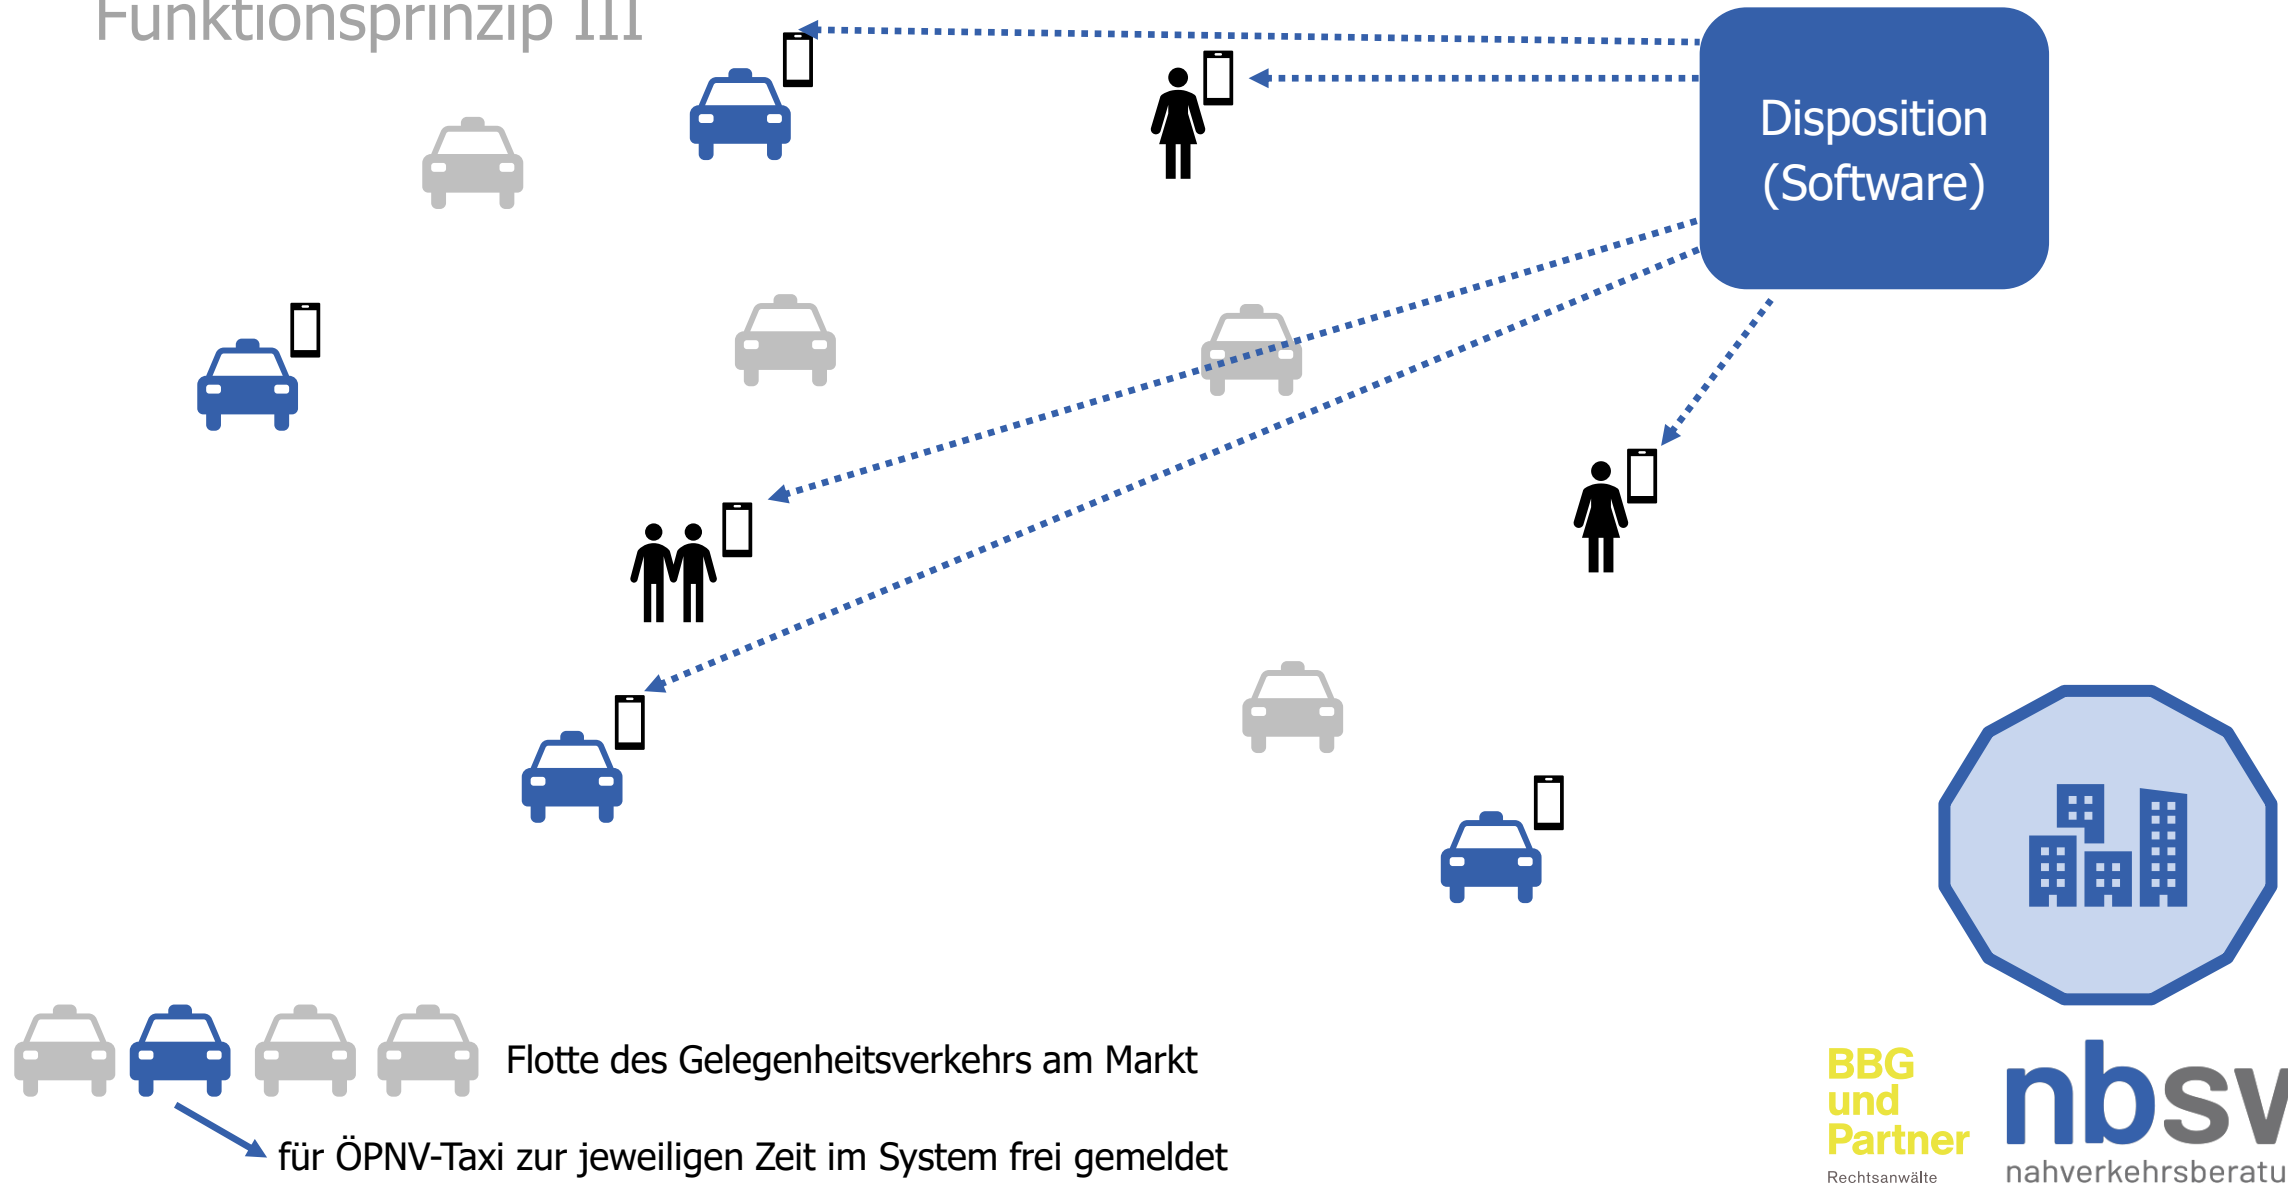 Funktionsprinzip III
Disposition
(Software)
Flotte des Gelegenheitsverkehrs am Markt
für ÖPNV-Taxi zur jeweiligen Zeit im System frei gemeldet
BBG
und
Partner
Rechtsanwälte
nbsw
nahverkehrsberatu